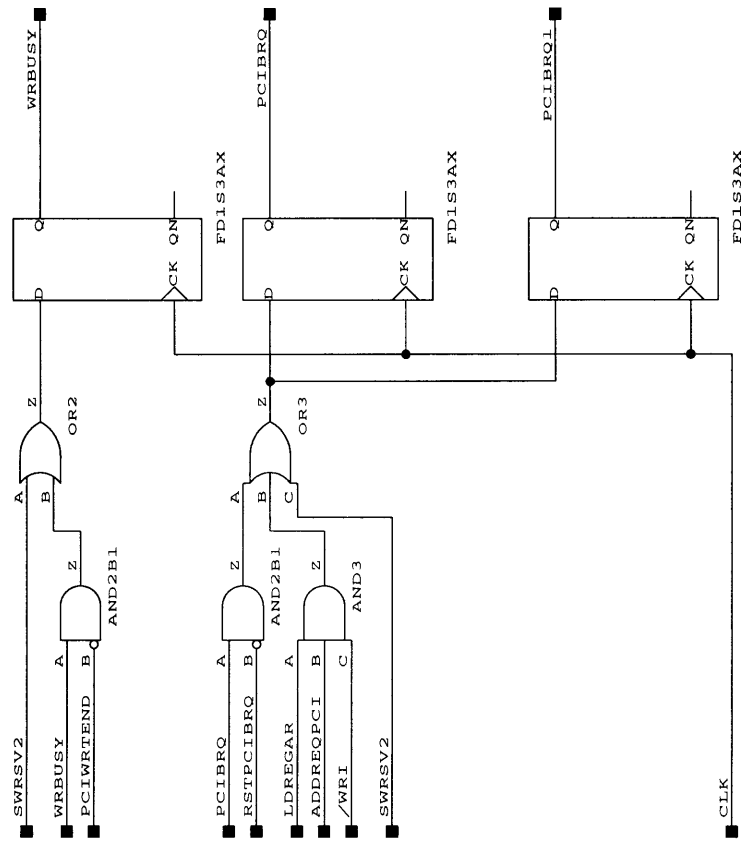 WRBUSY
PCIBRQ
PCIBRQ1
Q
QN
FD1S3AX
D
CK
Q
QN
FD1S3AX
D
CK
Q
QN
FD1S3AX
D
CK
Z
OR2
A
B
Z
OR3
A
B
C
Z
AND2B1
A
B
Z
AND2B1
A
B
Z
AND3
A
B
C
SWRSV2
WRBUSY
PCIWRTEND
PCIBRQ
RSTPCIBRQ
LDREGAR
ADDREQPCI
/WRI
SWRSV2
CLK